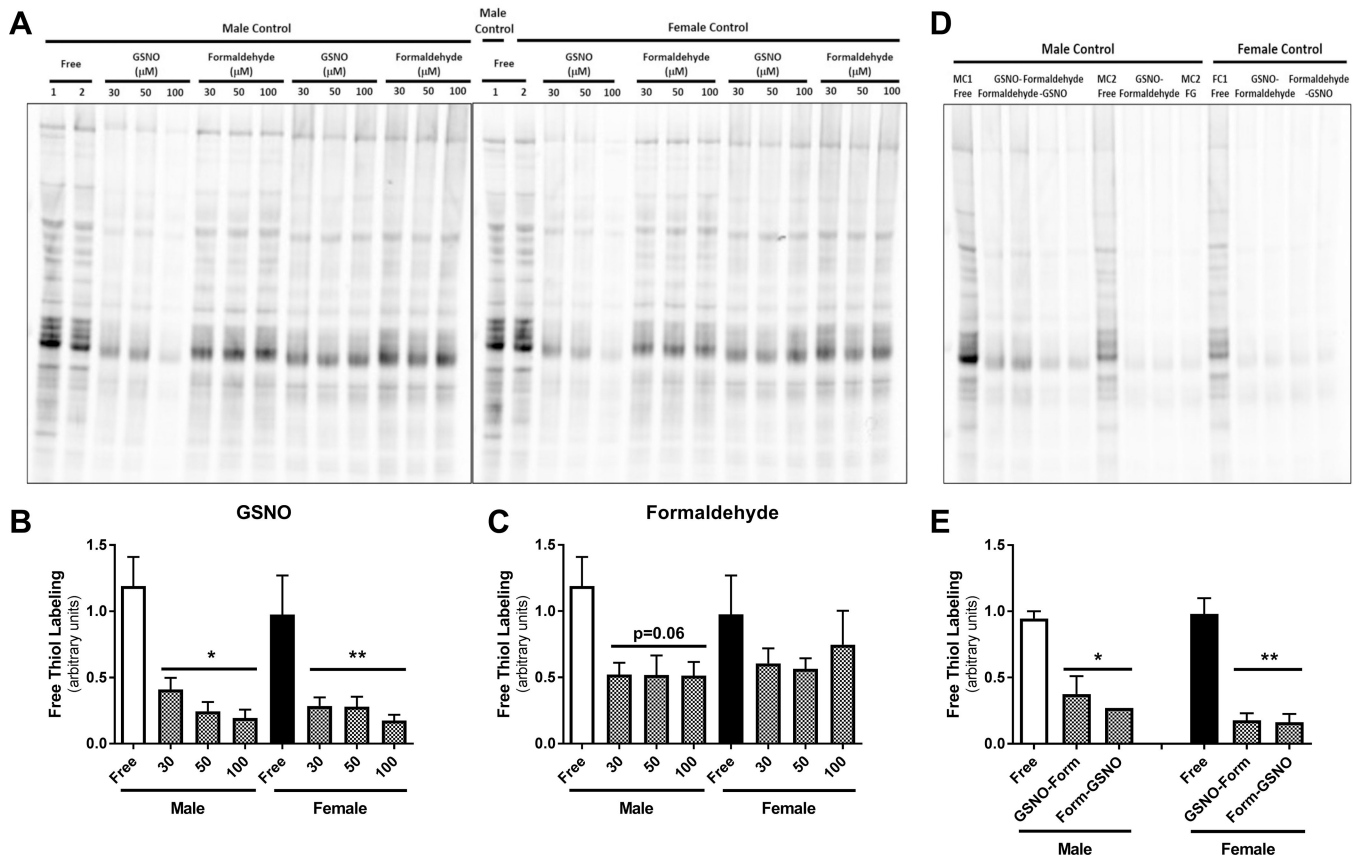 A
Male Control
Male
Control
Female Control
Free
GSNO
(μM)
Formaldehyde
(μM)
GSNO
(μM)
Formaldehyde
(μM)
Free
GSNO
(μM)
Formaldehyde
(μM)
GSNO
(μM)
Formaldehyde
(μM)
1 2 30 50 100 30 50 100 30 50 100 30 50 100
1 2 30 50 100 30 50 100 30 50 100 30 50 100
D
Male Control Female Control
MC1 GSNO-Formaldehyde MC2 GSNO- MC2 FC1 GSNO- Formaldehyde
Free Formaldehyde -GSNO Free Formaldehyde FG Free Formaldehyde -GSNO
B
GSNO
Free Thiol Labeling
(arbitrary units)
1.5
1.0
0.5
0.0
* **
Free 30 50 100 Free 30 50 100
Male Female
C
Formaldehyde
Free Thiol Labeling
(arbitrary units)
1.5
1.0
0.5
0.0
p=0.06
Free 30 50 100 Free 30 50 100
Male Female
E
Free Thiol Labeling
(arbitrary units)
1.5
1.0
0.5
0.0
* **
Free GSNO-Form Form-GSNO Free GSNO-Form Form-GSNO
Male Female